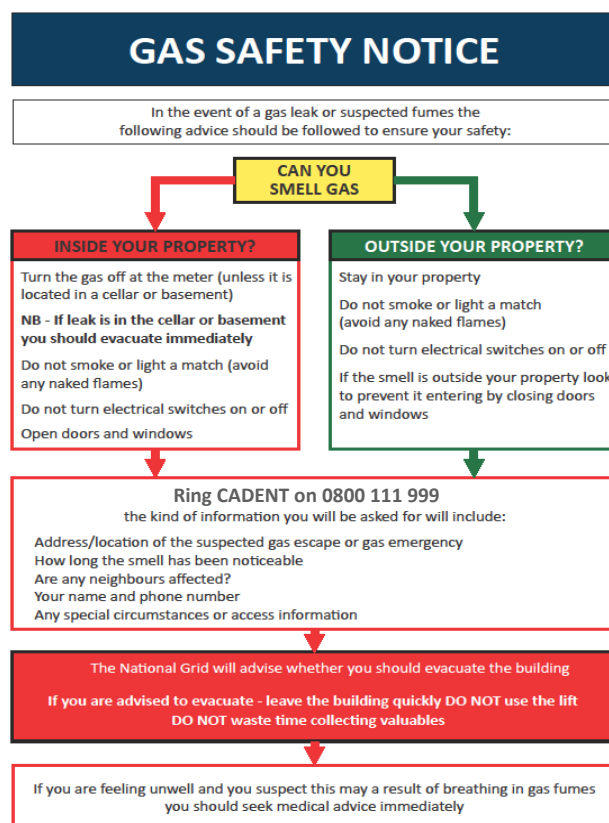 GAS SAFETY NOTICE
In the event of a gas leak or suspected fumes the
following advice should be followed to ensure your safety:
CAN YOU
SMELL GAS
INSIDE YOUR PROPERTY?
Turn the gas off at the meter (unless it is
located in a cellar or basement)
NB - If leak is in the cellar or basement
you should evacuate immediately
Do not smoke or light a match (avoid
any naked flames)
Do not turn electrical switches on or off
Open doors and windows
OUTSIDE YOUR PROPERTY?
Stay in your property
Do not smoke or light a match
(avoid any naked flames)
Do not turn electrical switches on or off
If the smell is outside your property look
to prevent it entering by closing doors
and windows
Ring CADENT on 0800 111 999
the kind of information you will be asked for will include:
Address/location of the suspected gas escape or gas emergency
How long the smell has been noticeable
Are any neighbours affected?
Your name and phone number
Any special circumstances or access information
The National Grid will advise whether you should evacuate the building
If you are advised to evacuate - leave the building quickly DO NOT use the lift
DO NOT waste time collecting valuables
If you are feeling unwell and you suspect this may a result of breathing in gas fumes
you should seek medical advice immediately